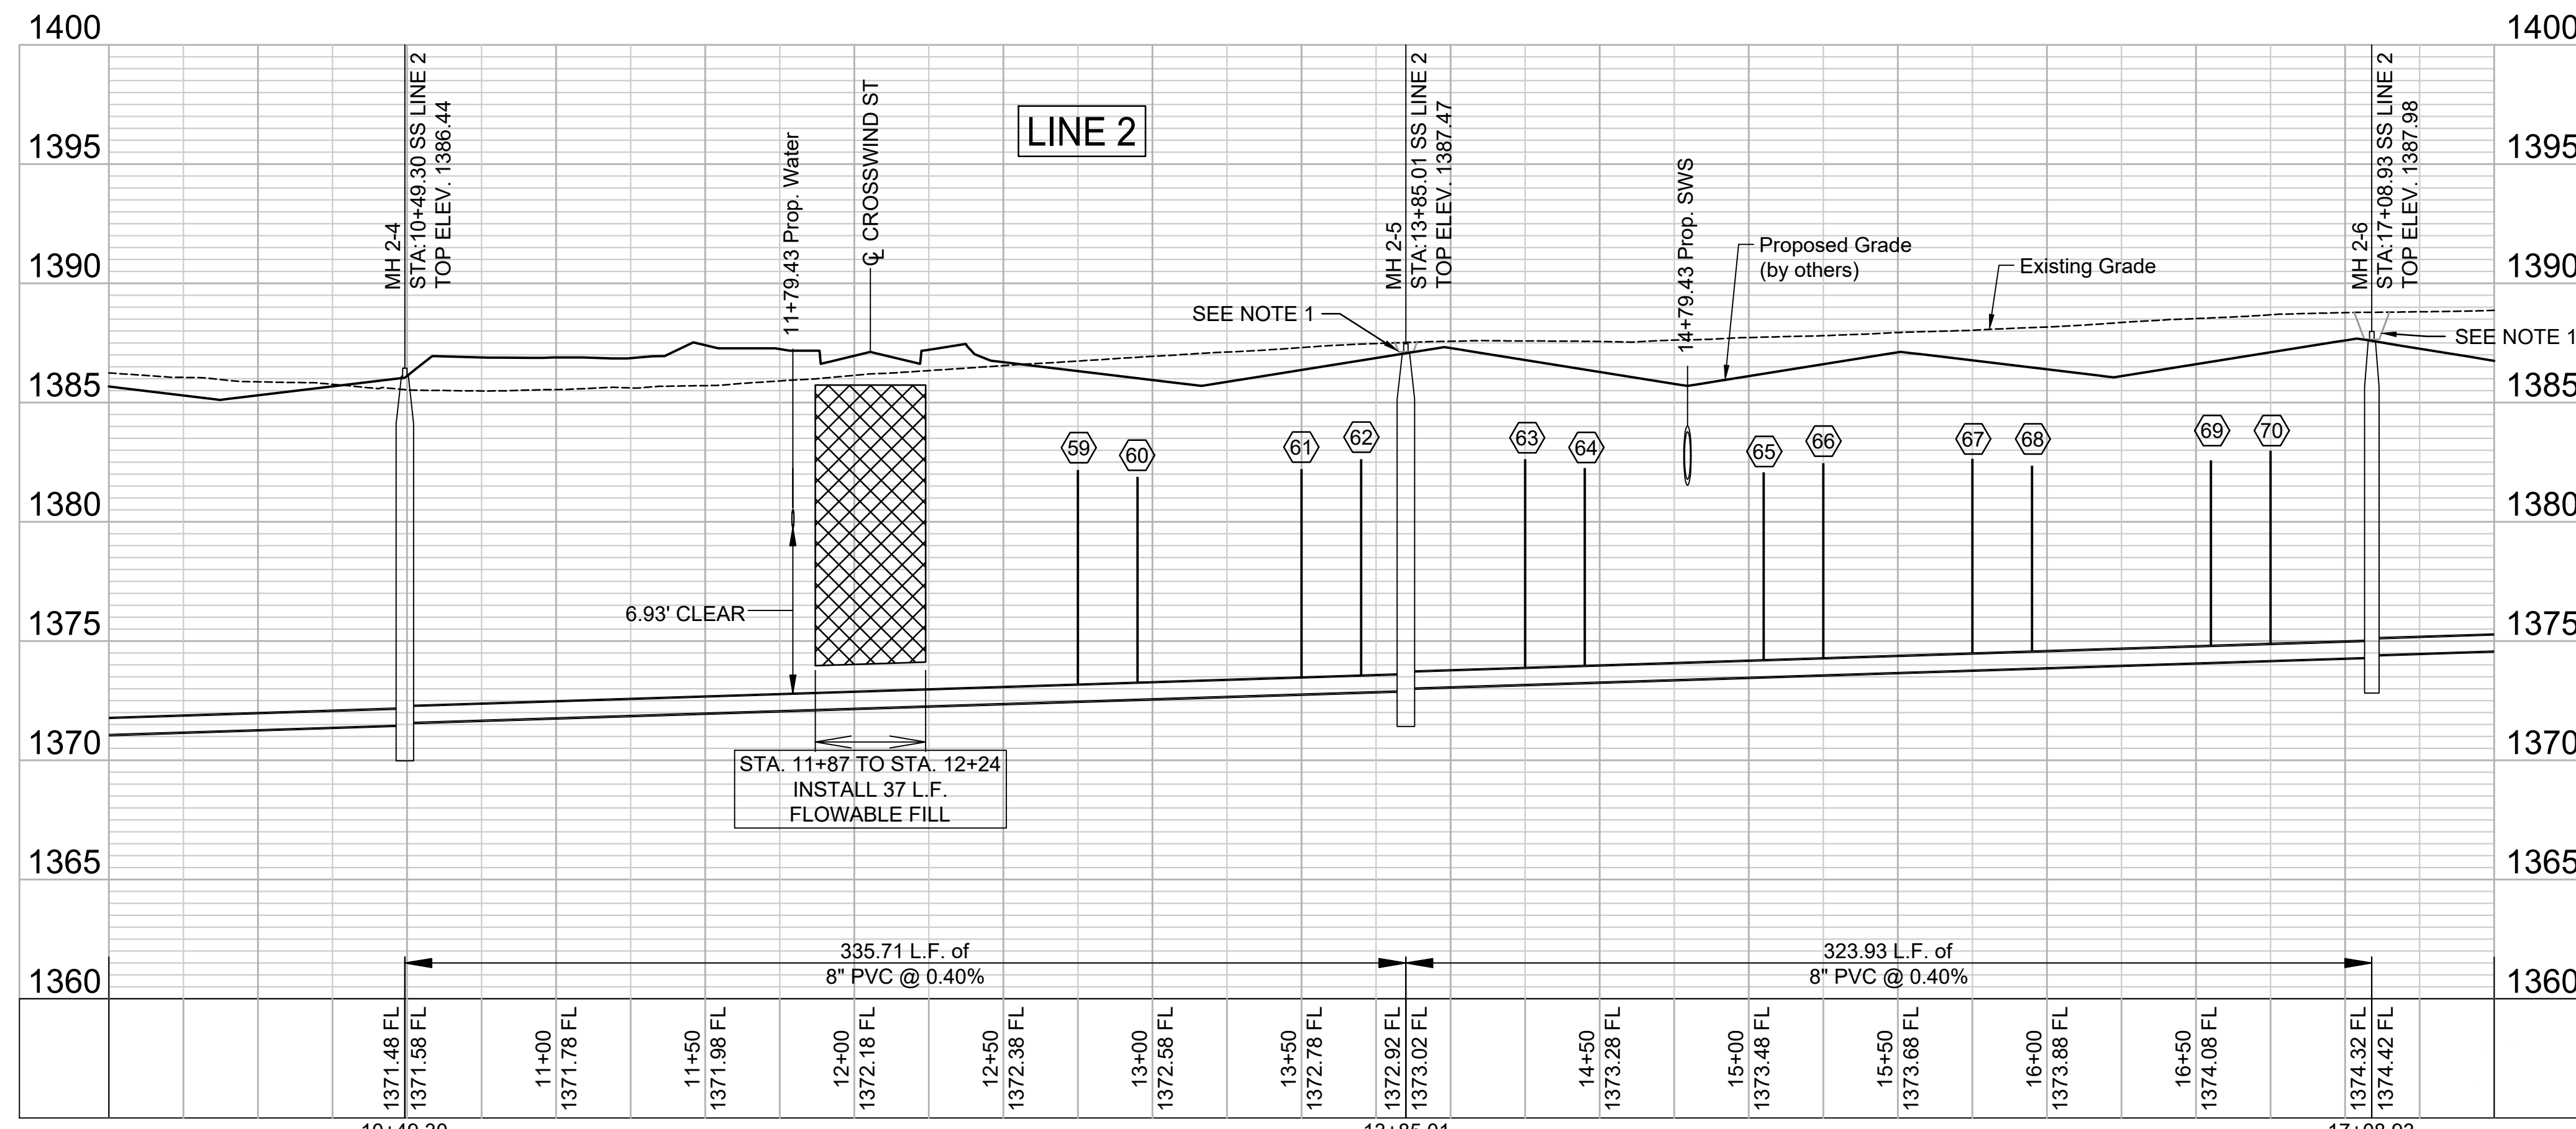 1400
1400
1395
1395
1390
1390
1385
1385
1380
1380
1375
1375
1370
1370
1365
1365
1360
1360
MH 2-4
STA:10+49.30 SS LINE 2
TOP ELEV. 1386.44
11+79.43 Prop. Water
℄ CROSSWIND ST
LINE 2
MH 2-5
STA:13+85.01 SS LINE 2
TOP ELEV. 1387.47
SEE NOTE 1
14+79.43 Prop. SWS
Proposed Grade
(by others)
Existing Grade
MH 2-6
STA:17+08.93 SS LINE 2
TOP ELEV. 1387.98
SEE NOTE 1
59
60
61
62
63
64
65
66
67
68
69
70
6.93' CLEAR
STA. 11+87 TO STA. 12+24
INSTALL 37 L.F.
FLOWABLE FILL
335.71 L.F. of
8" PVC @ 0.40%
323.93 L.F. of
8" PVC @ 0.40%
1371.48 FL
1371.58 FL
11+00
1371.78 FL
11+50
1371.98 FL
12+00
1372.18 FL
12+50
1372.38 FL
13+00
1372.58 FL
13+50
1372.78 FL
1372.92 FL
1373.02 FL
14+50
1373.28 FL
15+00
1373.48 FL
15+50
1373.68 FL
16+00
1373.88 FL
16+50
1374.08 FL
1374.32 FL
1374.42 FL
10+49.30
13+85.01
17+08.93